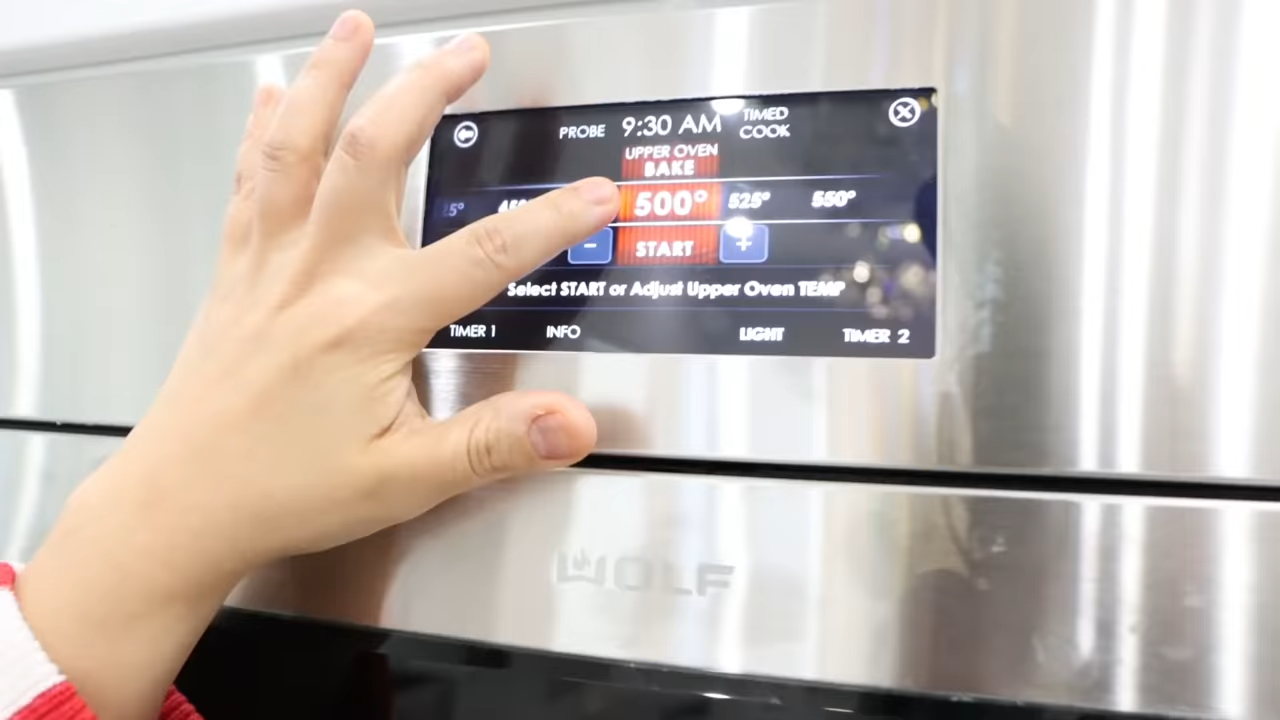 PROBE 9:30 AM TIMED COOK
UPPER OVEN
BAKE
500° 525° 550°
− START +
Select START or Adjust Upper Oven TEMP
TIMER 1 INFO LIGHT TIMER 2
WOLF